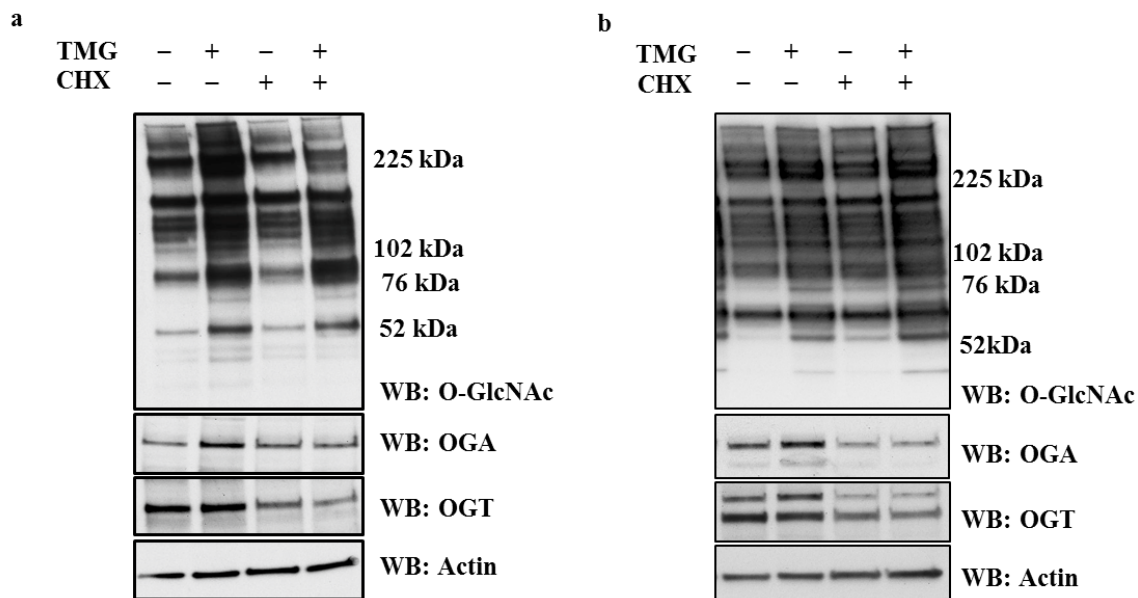 a
TMG – + – +
CHX – – + +
225 kDa
102 kDa
76 kDa
52 kDa
WB: O-GlcNAc
WB: OGA
WB: OGT
WB: Actin
b
TMG – + – +
CHX – – + +
225 kDa
102 kDa
76 kDa
52kDa
WB: O-GlcNAc
WB: OGA
WB: OGT
WB: Actin